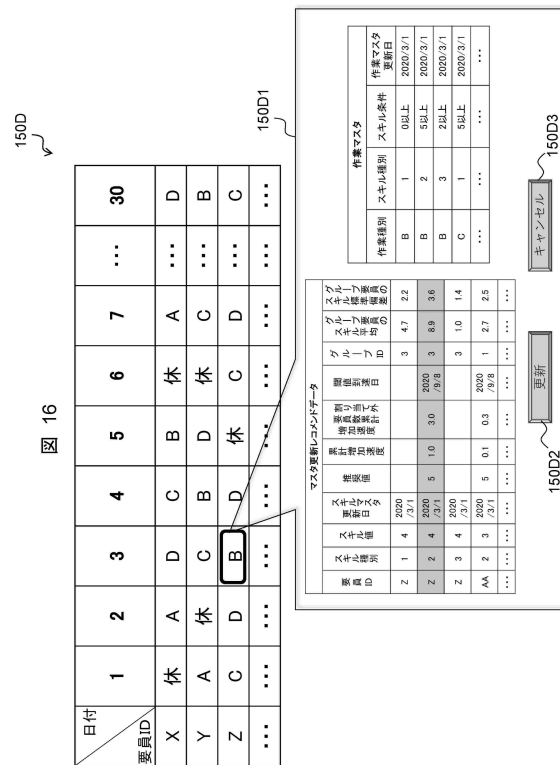 図 16
150D
日付 1 2 3 4 5 6 7 ... 30
要員ID
X 休 A D C B 休 A ... D
Y A 休 C B D 休 C ... B
Z C D B D 休 C D ... C
... ... ... ... ... ... ... ... ... ...
150D1
マスタ更新レコメンドデータ
要員ID スキル種別 スキル値 スキルマスタ更新日 推奨値 累計増加速度 割り当て外要員数累計増加速度 閾値到達日 グループID グループ要員のスキル平均 グループ要員のスキル標準偏差
Z 1 4 2020/3/1 3 4.7 2.2
Z 2 4 2020/3/1 5 1.0 3.0 2020/9/8 3 8.9 3.6
Z 3 4 2020/3/1 3 1.0 1.4
AA 2 3 2020/3/1 5 0.1 0.3 2020/9/8 1 2.7 2.5
... ... ... ... ... ... ... ... ... ... ...
作業マスタ
作業種別 スキル種別 スキル条件 作業マスタ更新日
B 1 0以上 2020/3/1
B 2 5以上 2020/3/1
B 3 2以上 2020/3/1
C 1 5以上 2020/3/1
... ... ... ...
更新
150D2
キャンセル
150D3